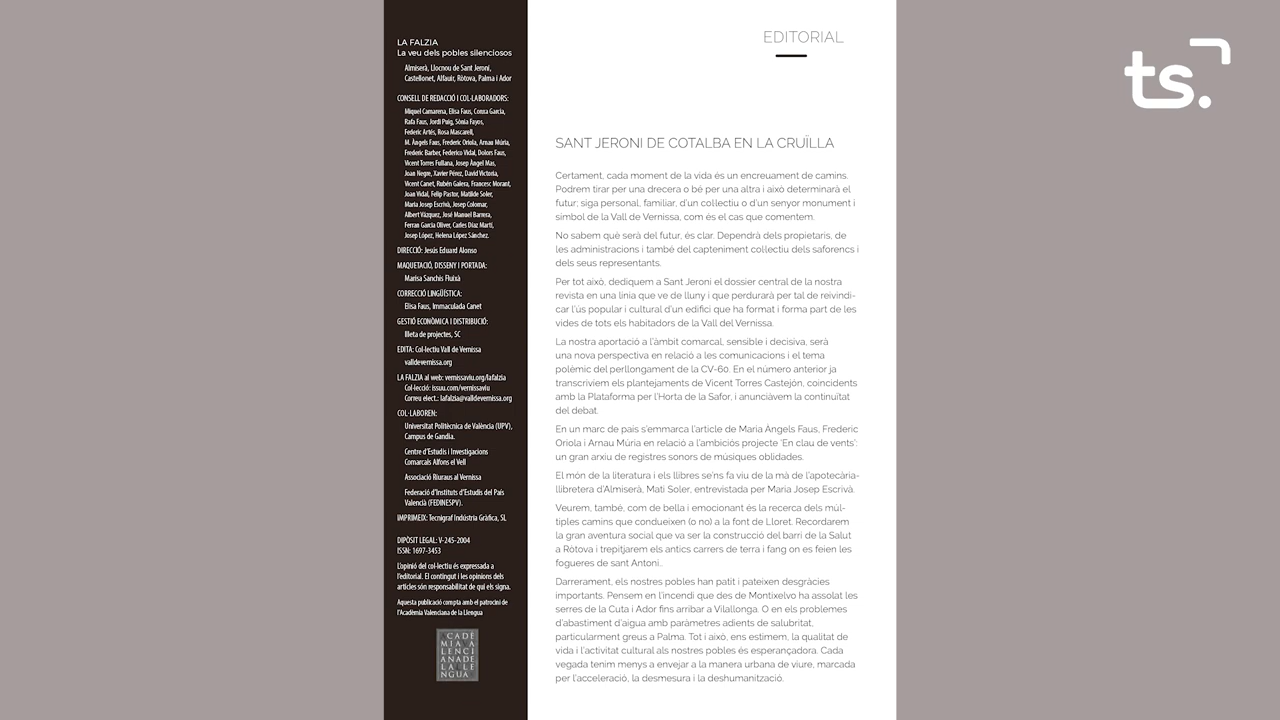 LA FALZIA
La veu dels pobles silenciosos
Almiserà, Llocnou de Sant Jeroni,
Castellonet, Alfauir, Ròtova, Palma i Ador
CONSELL DE REDACCIÓ I COL·LABORADORS:
Miquel Camarena, Elisa Faus, Conxa Garcia,
Rafa Faus, Jordi Puig, Sònia Fayos,
Federic Artés, Rosa Mascarell,
M. Àngels Faus, Frederic Oriola, Arnau Múria,
Frederic Barber, Federico Vidal, Dolors Faus,
Vicent Torres Fullana, Josep Àngel Mas,
Joan Negre, Xavier Pérez, David Victoria,
Vicent Canet, Rubén Galera, Francesc Morant,
Joan Vidal, Felip Pastor, Matilde Soler,
Maria Josep Escrivà, Josep Colomar,
Albert Vázquez, José Manuel Barrera,
Ferran Garcia Oliver, Carles Díaz Martí,
Josep López, Helena López Sánchez.
DIRECCIÓ: Jesús Eduard Alonso
MAQUETACIÓ, DISSENY I PORTADA:
Marisa Sanchis Fluixà
CORRECCIÓ LINGÜÍSTICA:
Elisa Faus, Immaculada Canet
GESTIÓ ECONÒMICA I DISTRIBUCIÓ:
Illeta de projectes, SC
EDITA: Col·lectiu Vall de Vernissa
valldevernissa.org
LA FALZIA al web: vernissaviu.org/lafalzia
Col·lecció: issuu.com/vernissaviu
Correu elect.: lafalzia@valldevernissa.org
COL·LABOREN:
Universitat Politècnica de València (UPV),
Campus de Gandia.
Centre d'Estudis i Investigacions
Comarcals Alfons el Vell
Associació Riuraus al Vernissa
Federació d'Instituts d'Estudis del País
Valencià (FEDINESPV).
IMPRIMEIX: Tecnigraf Indústria Gràfica, SL
DIPÒSIT LEGAL: V-245-2004
ISSN: 1697-3453
L'opinió del col·lectiu és expressada a
l'editorial. El contingut i les opinions dels
articles són responsabilitat de qui els signa.
Aquesta publicació compta amb el patrocini de
l'Acadèmia Valenciana de la Llengua
ACADÈ
MIAVA
LENCI
ANADE
LALLE
NGUA
EDITORIAL
SANT JERONI DE COTALBA EN LA CRUÏLLA
Certament, cada moment de la vida és un encreuament de camins.
Podrem tirar per una drecera o bé per una altra i això determinarà el
futur; siga personal, familiar, d'un col·lectiu o d'un senyor monument i
símbol de la Vall de Vernissa, com és el cas que comentem.
No sabem què serà del futur, és clar. Dependrà dels propietaris, de
les administracions i també del capteniment col·lectiu dels saforencs i
dels seus representants.
Per tot això, dediquem a Sant Jeroni el dossier central de la nostra
revista en una línia que ve de lluny i que perdurarà per tal de reivindi-
car l'ús popular i cultural d'un edifici que ha format i forma part de les
vides de tots els habitadors de la Vall del Vernissa.
La nostra aportació a l'àmbit comarcal, sensible i decisiva, serà
una nova perspectiva en relació a les comunicacions i el tema
polèmic del perllongament de la CV-60. En el número anterior ja
transcrivíem els plantejaments de Vicent Torres Castejón, coincidents
amb la Plataforma per l'Horta de la Safor, i anunciàvem la continuïtat
del debat.
En un marc de país s'emmarca l'article de Maria Àngels Faus, Frederic
Oriola i Arnau Múria en relació a l'ambiciós projecte 'En clau de vents':
un gran arxiu de registres sonors de músiques oblidades.
El món de la literatura i els llibres se'ns fa viu de la mà de l'apotecària-
llibretera d'Almiserà, Mati Soler, entrevistada per Maria Josep Escrivà.
Veurem, també, com de bella i emocionant és la recerca dels múl-
tiples camins que condueixen (o no) a la font de Lloret. Recordarem
la gran aventura social que va ser la construcció del barri de la Salut
a Ròtova i trepitjarem els antics carrers de terra i fang on es feien les
fogueres de sant Antoni..
Darrerament, els nostres pobles han patit i pateixen desgràcies
importants. Pensem en l'incendi que des de Montixelvo ha assolat les
serres de la Cuta i Ador fins arribar a Vilallonga. O en els problemes
d'abastiment d'aigua amb paràmetres adients de salubritat,
particularment greus a Palma. Tot i això, ens estimem, la qualitat de
vida i l'activitat cultural als nostres pobles és esperançadora. Cada
vegada tenim menys a envejar a la manera urbana de viure, marcada
per l'acceleració, la desmesura i la deshumanització.
ts.